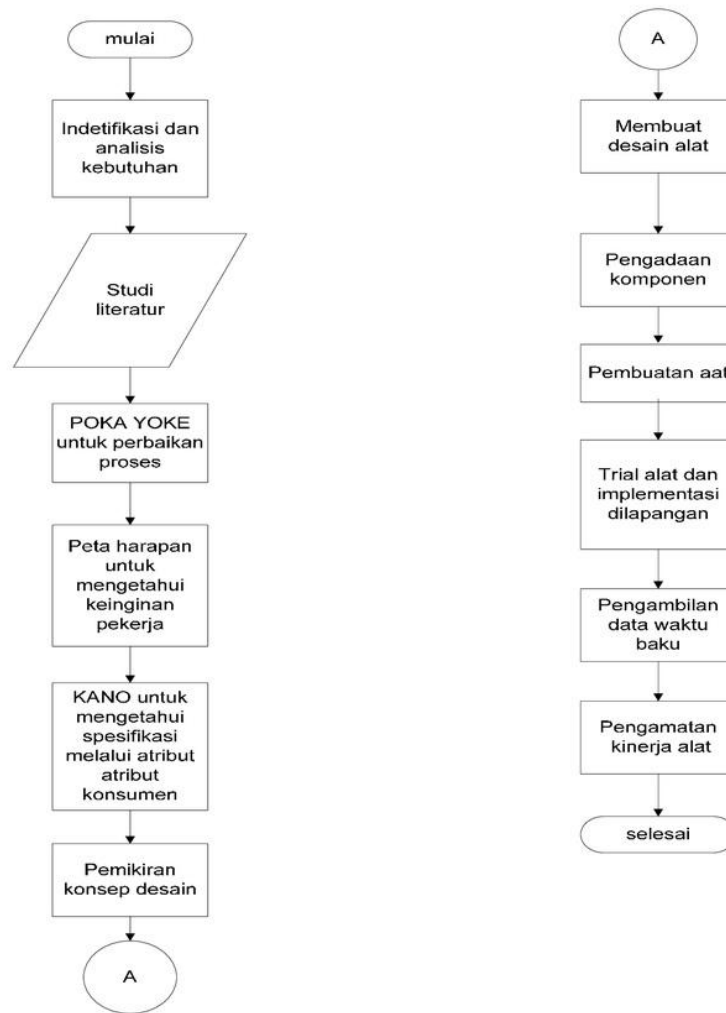 mulai
Indetifikasi dan
analisis
kebutuhan
Studi
literatur
POKA YOKE
untuk perbaikan
proses
Peta harapan
untuk
mengetahui
keinginan
pekerja
KANO untuk
mengetahui
spesifikasi
melalui atribut
atribut
konsumen
Pemikiran
konsep desain
A
A
Membuat
desain alat
Pengadaan
komponen
Pembuatan aat
Trial alat dan
implementasi
dilapangan
Pengambilan
data waktu
baku
Pengamatan
kinerja alat
selesai